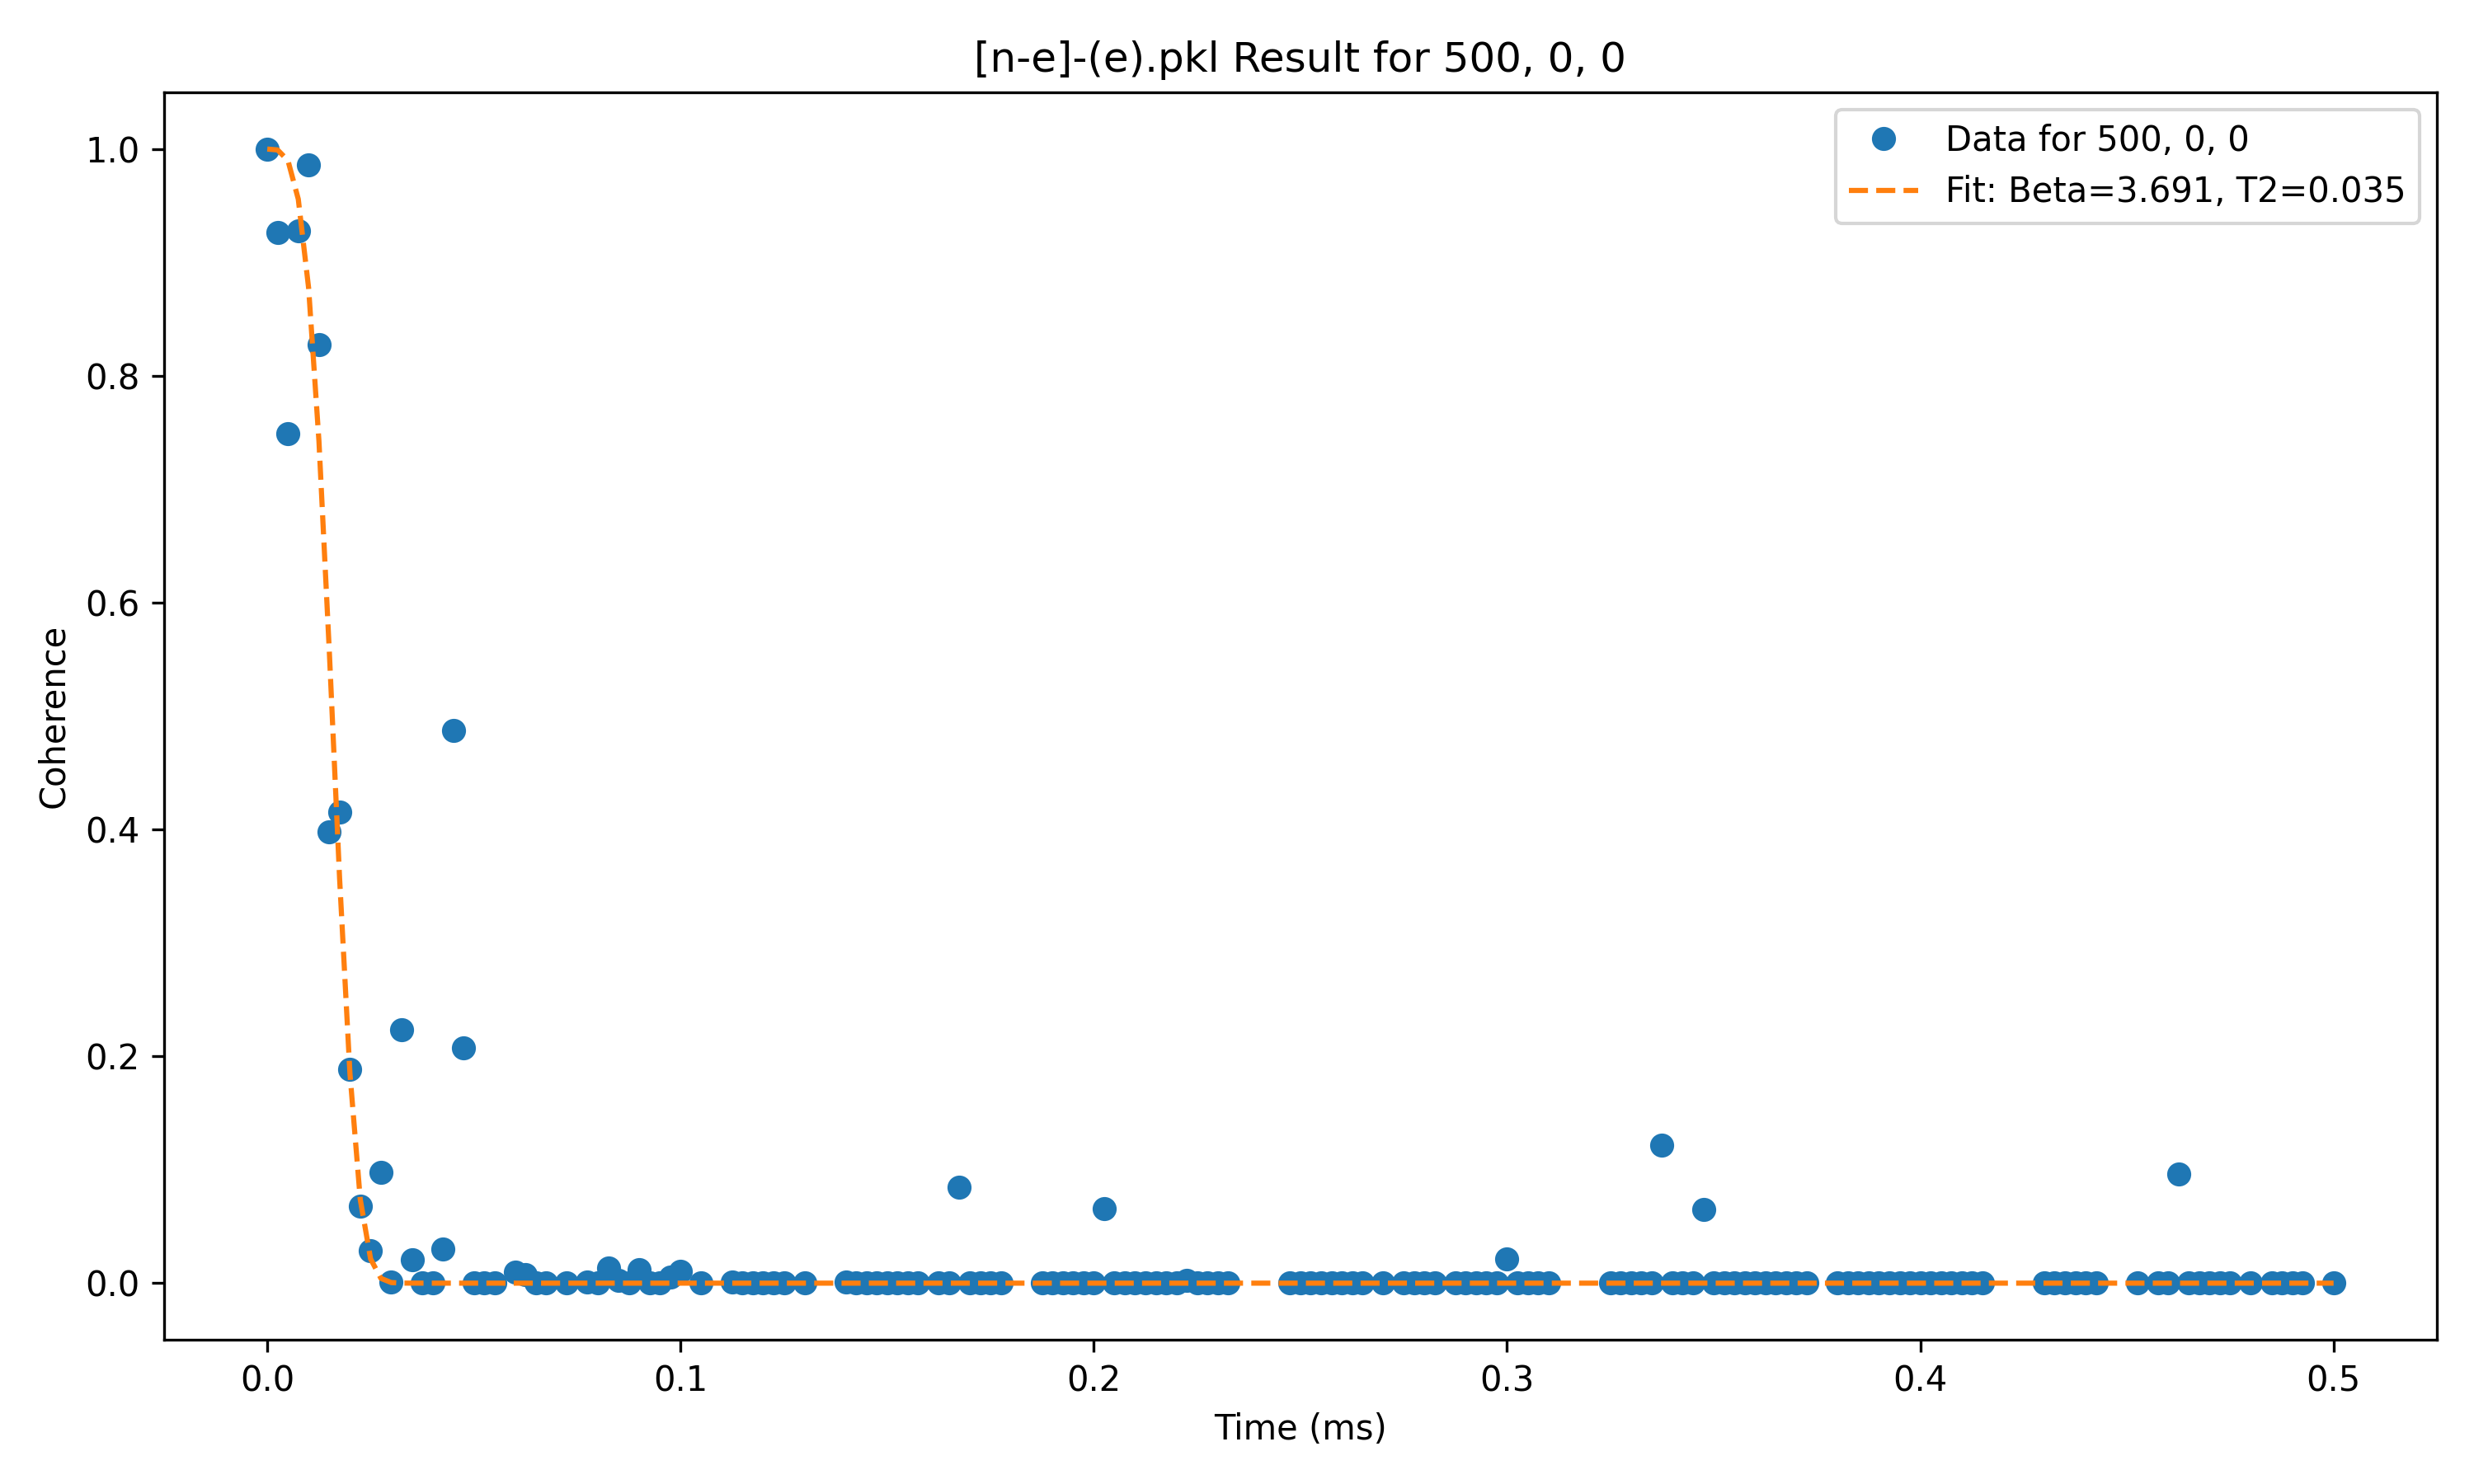 [n-e]-(e).pkl Result for 500, 0, 0
Data for 500, 0, 0
Fit: Beta=3.691, T2=0.035
Coherence
1.0
0.8
0.6
0.4
0.2
0.0
0.0 0.1 0.2 0.3 0.4 0.5
Time (ms)